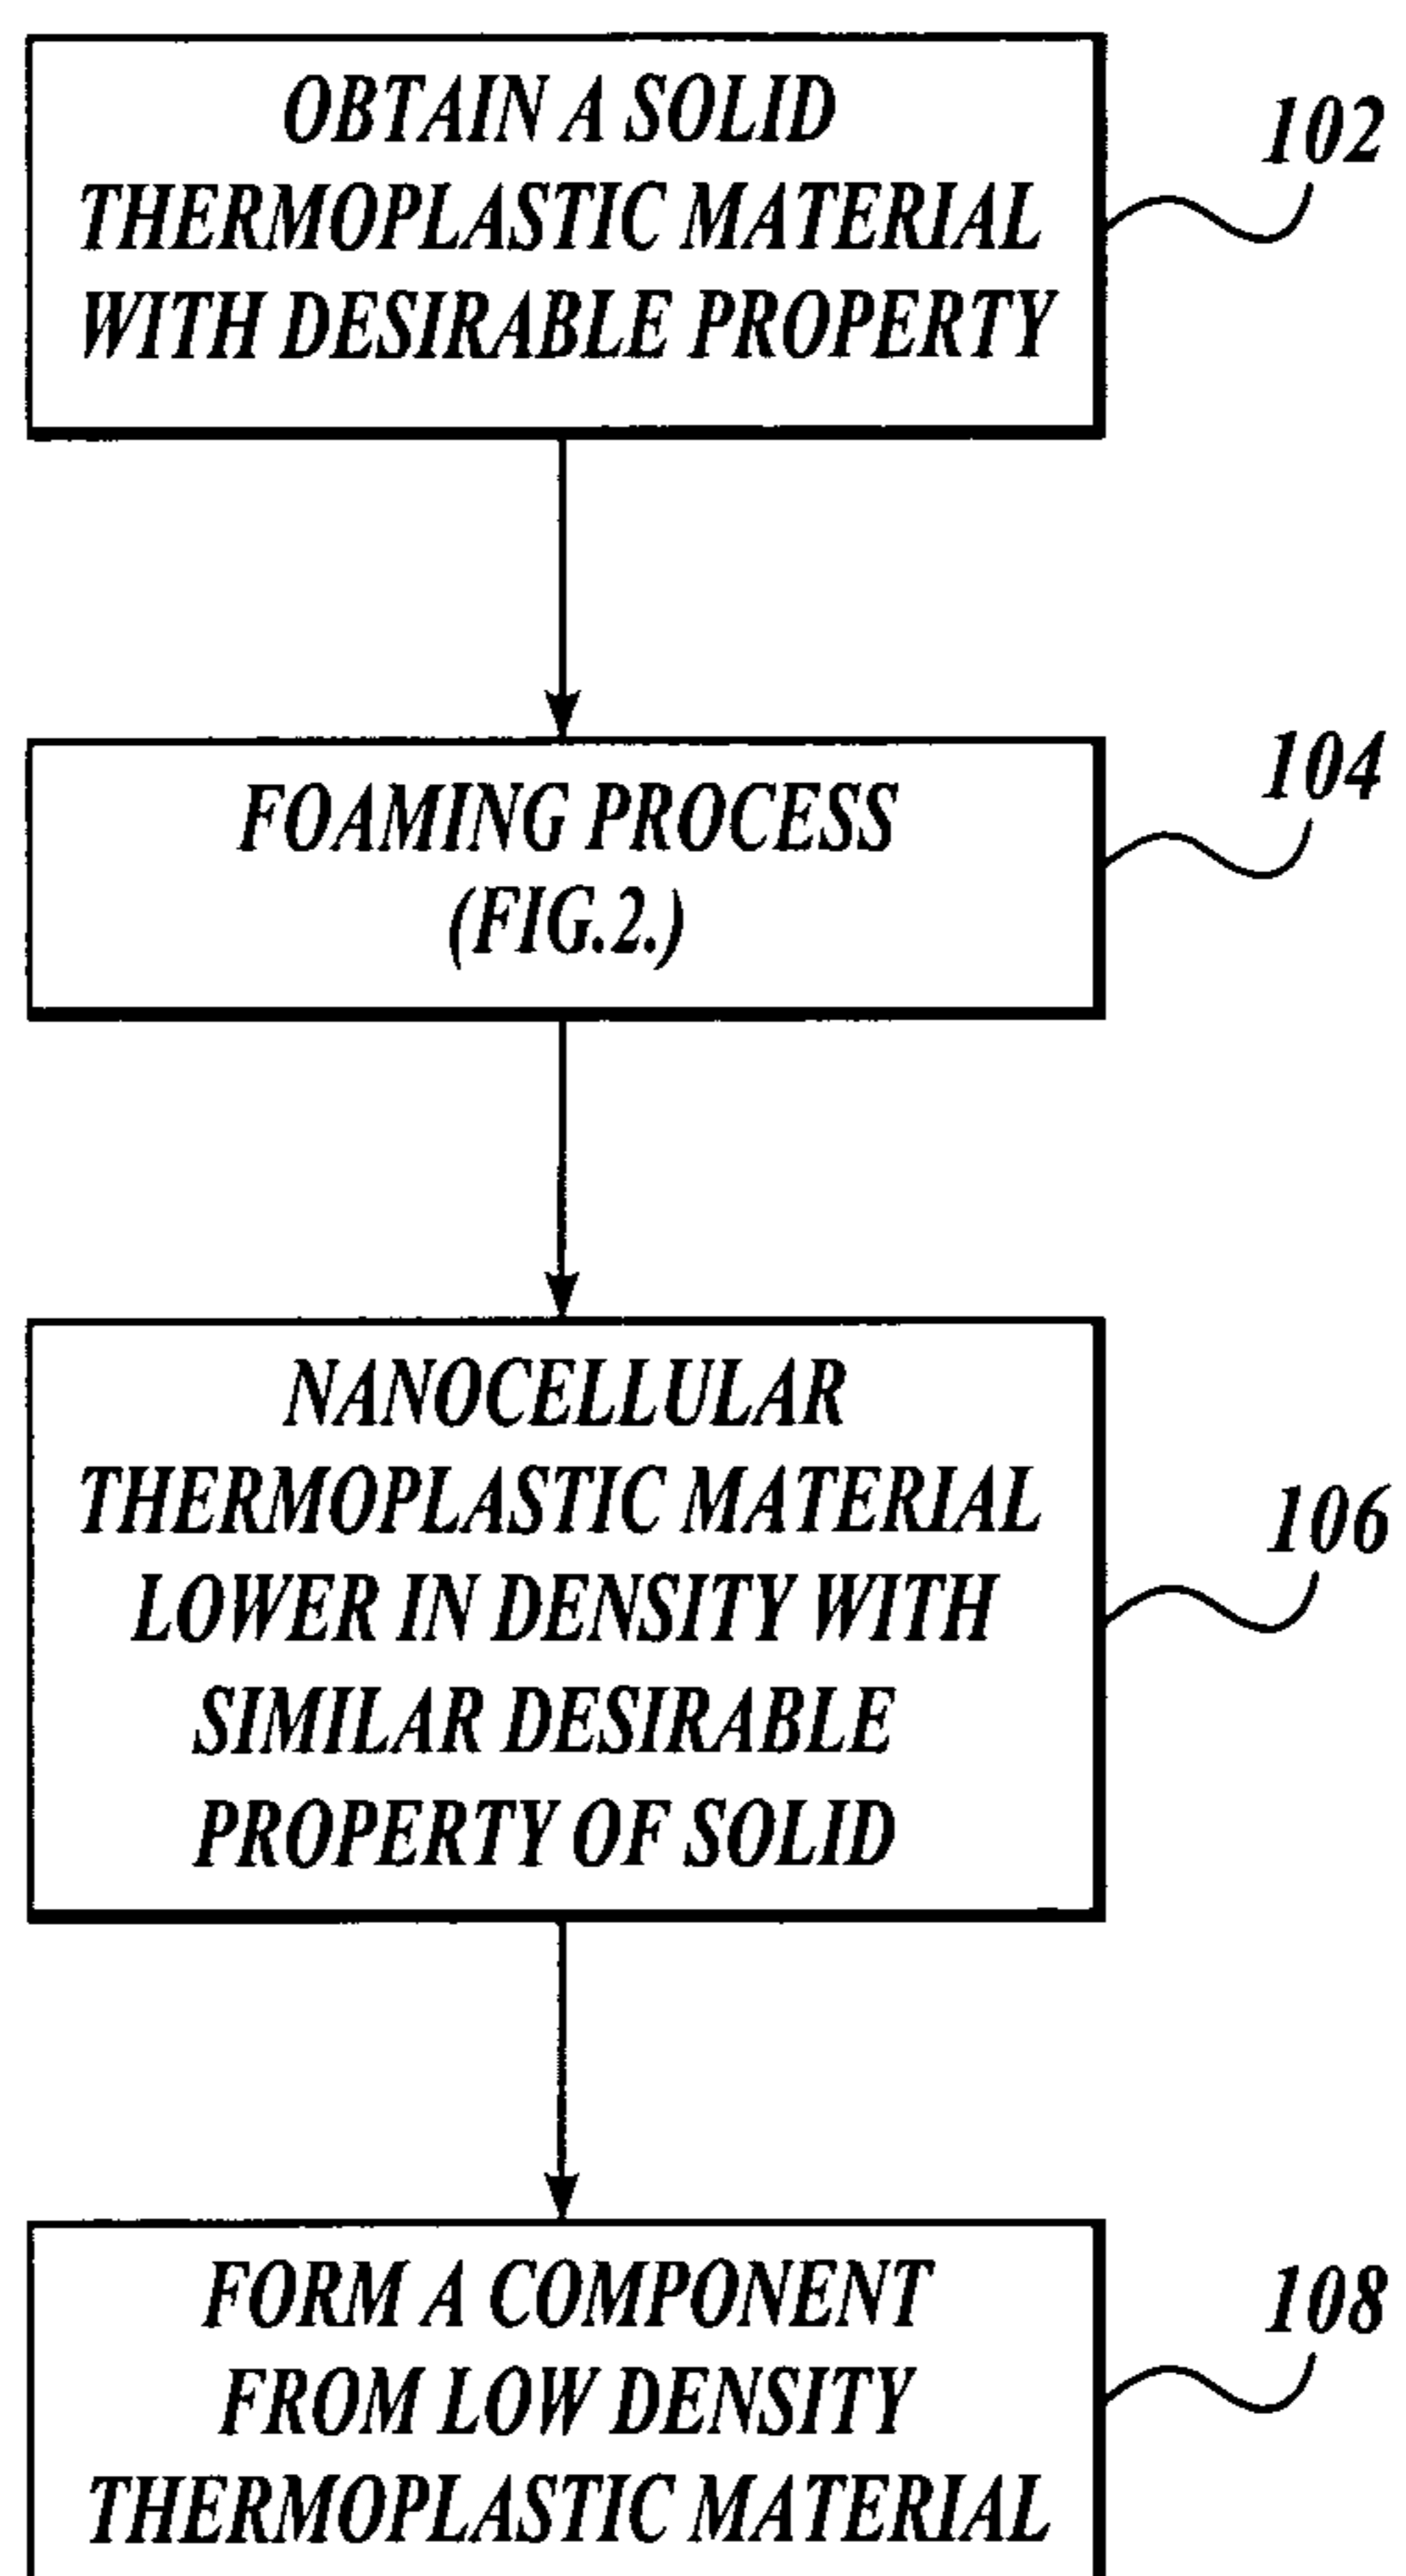 OBTAIN A SOLID
THERMOPLASTIC MATERIAL
WITH DESIRABLE PROPERTY
102
FOAMING PROCESS
(FIG.2.)
104
NANOCELLULAR
THERMOPLASTIC MATERIAL
LOWER IN DENSITY WITH
SIMILAR DESIRABLE
PROPERTY OF SOLID
106
FORM A COMPONENT
FROM LOW DENSITY
THERMOPLASTIC MATERIAL
108